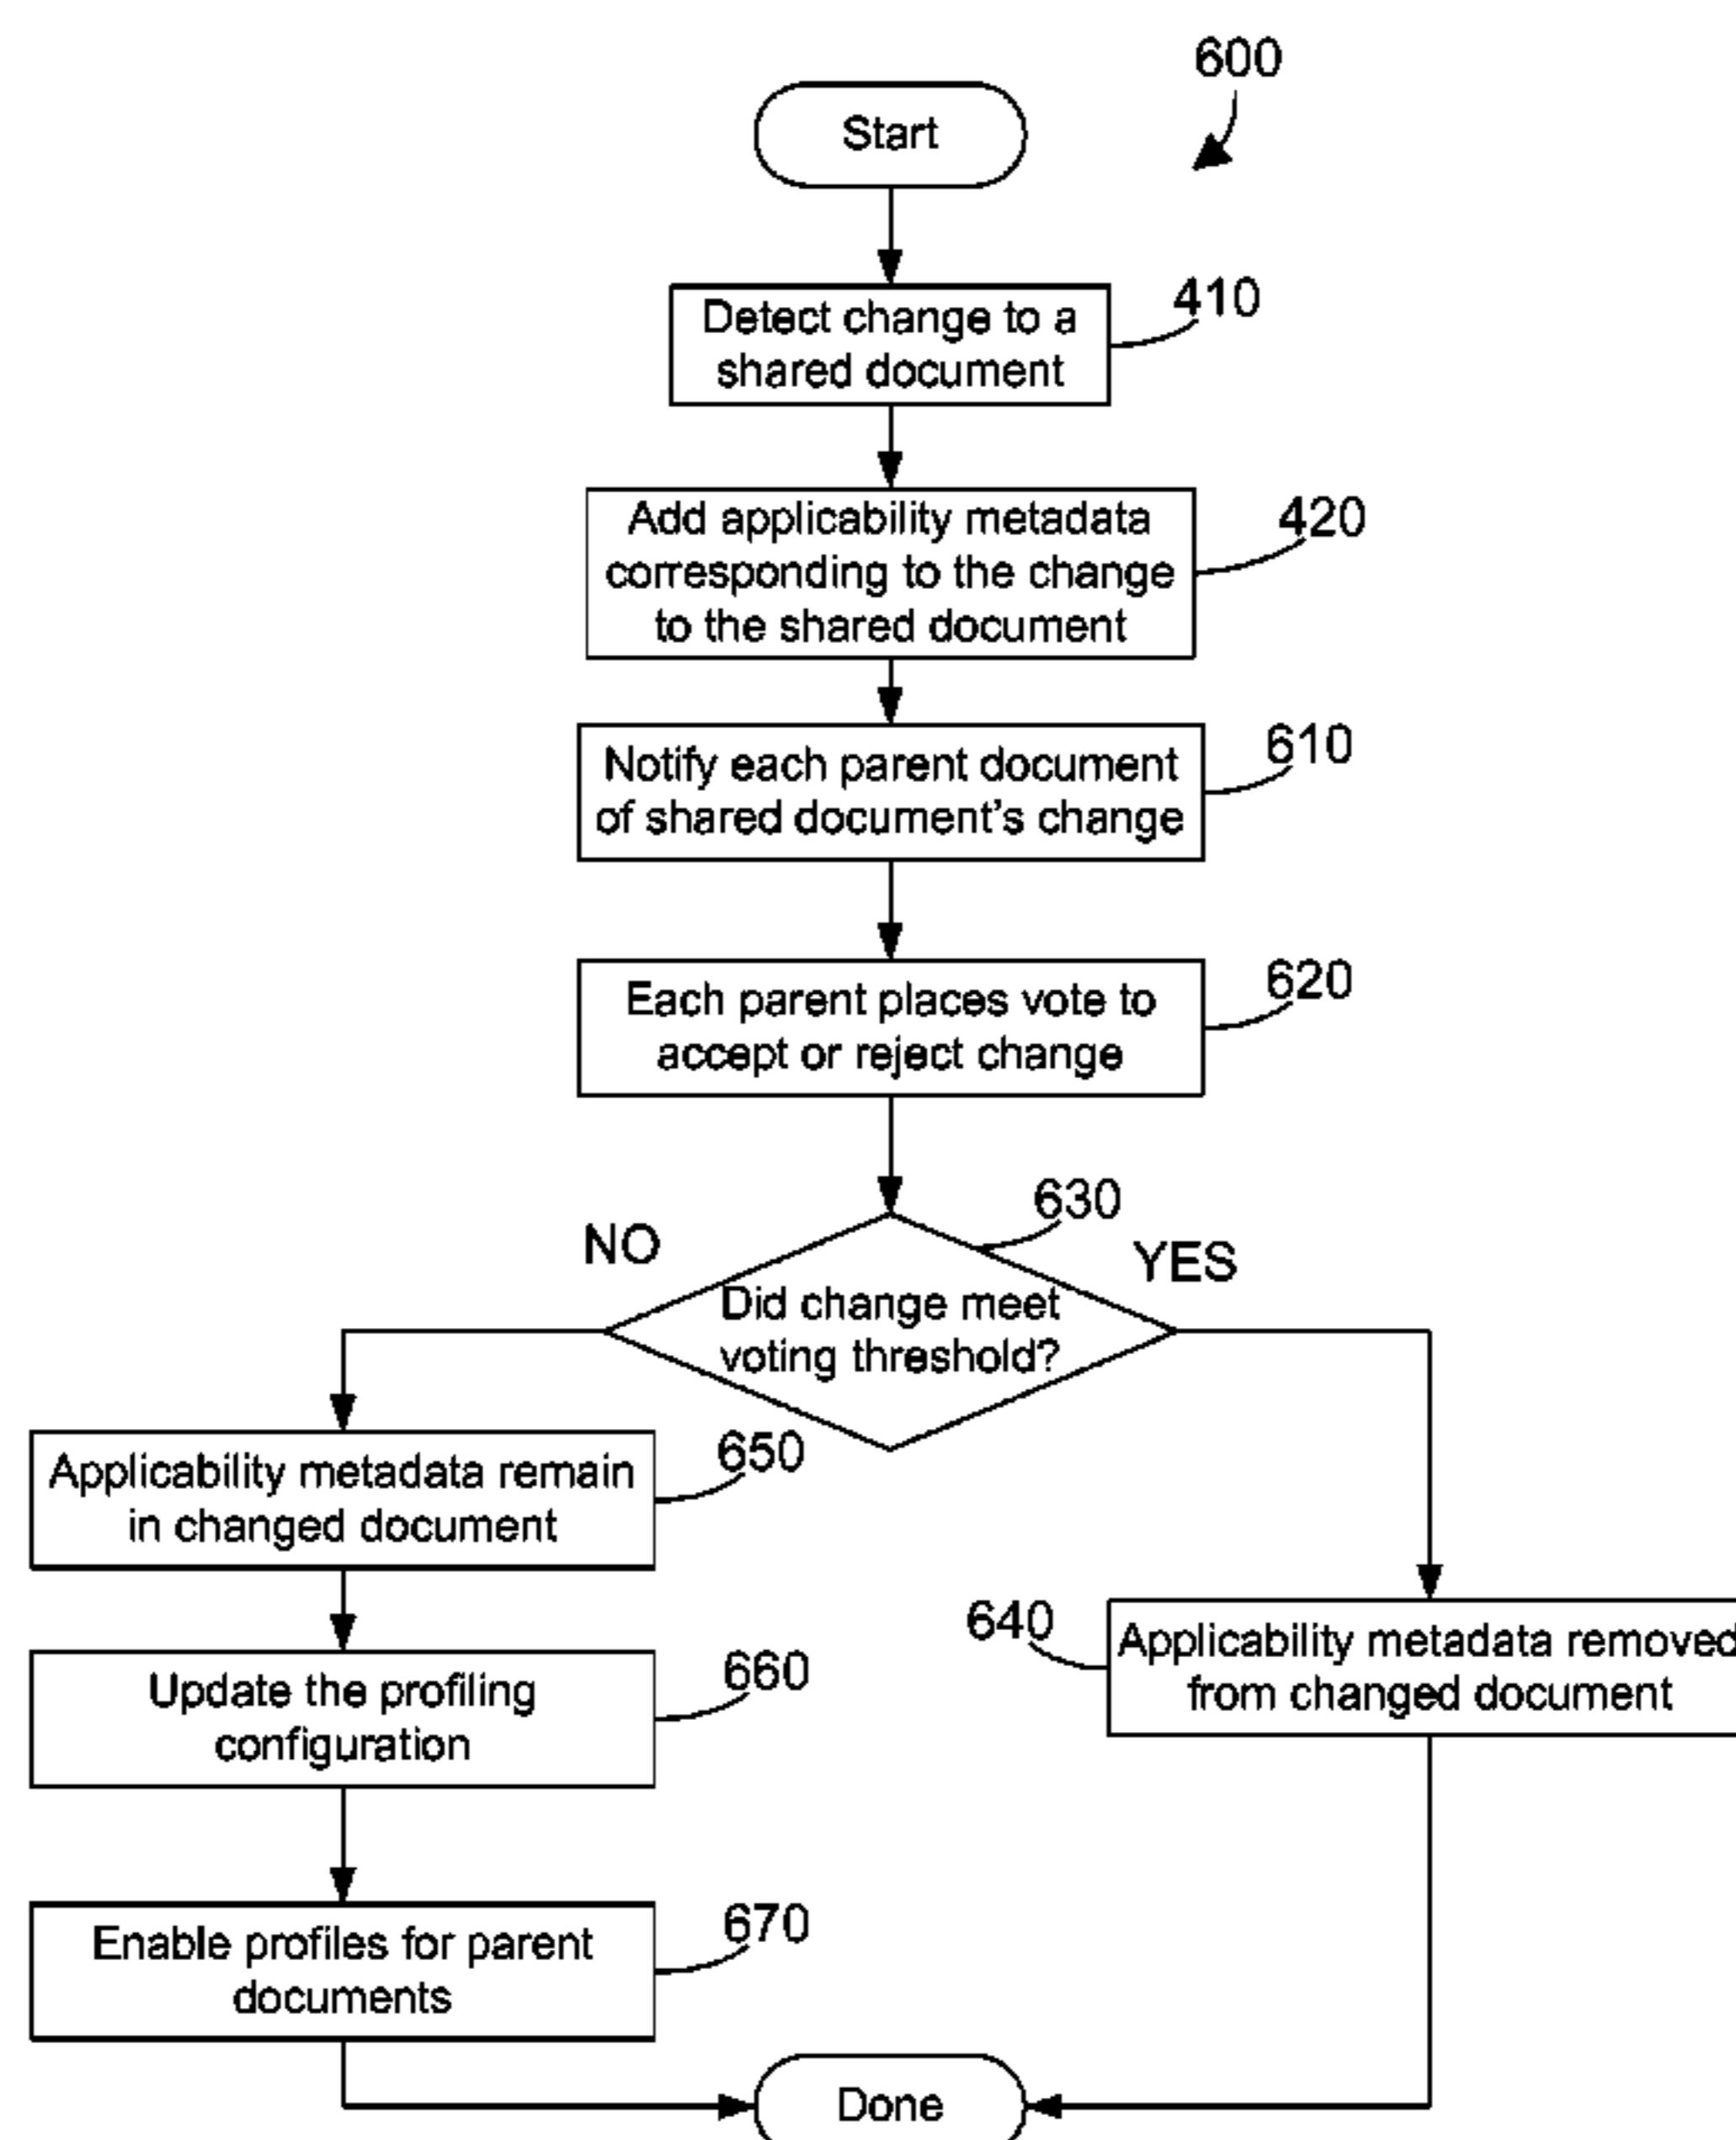 600
Start
Detect change to a
shared document
410
Add applicability metadata
corresponding to the change
to the shared document
420
Notify each parent document
of shared document's change
610
Each parent places vote to
accept or reject change
620
630
NO
YES
Did change meet
voting threshold?
Applicability metadata remain
in changed document
650
640
Applicability metadata removed
from changed document
Update the profiling
configuration
660
Enable profiles for parent
documents
670
Done